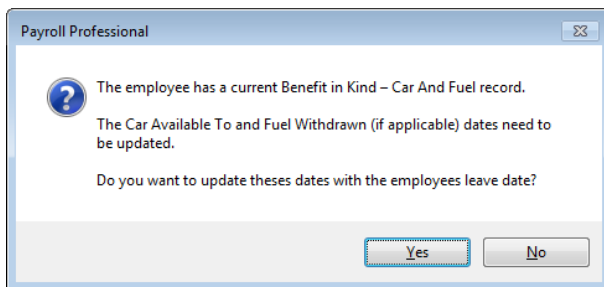 Payroll Professional
The employee has a current Benefit in Kind – Car And Fuel record.
The Car Available To and Fuel Withdrawn (if applicable) dates need to
be updated.
Do you want to update theses dates with the employees leave date?
Yes
No